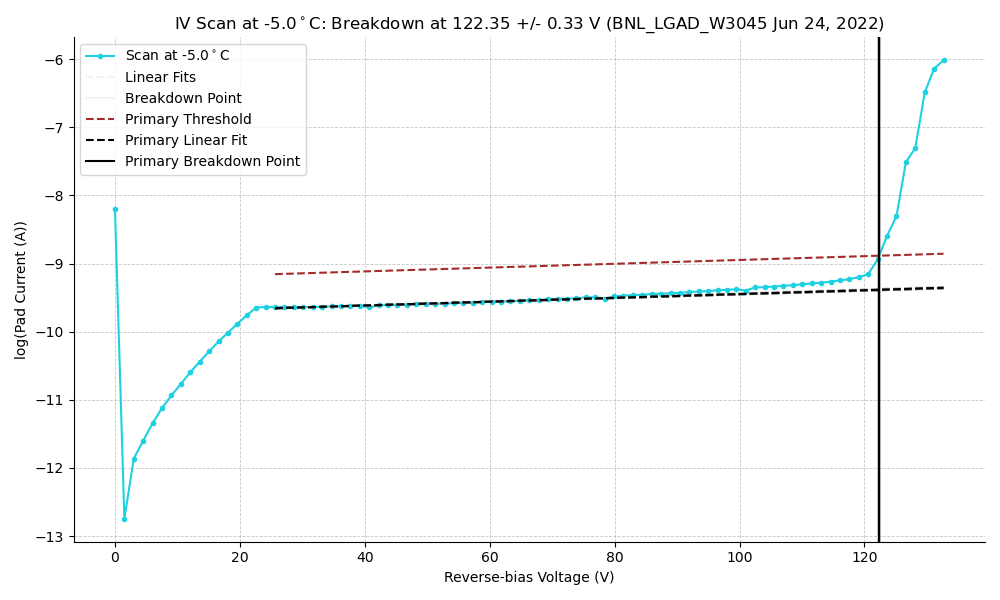 IV Scan at -5.0°C: Breakdown at 122.35 +/- 0.33 V (BNL_LGAD_W3045 Jun 24, 2022)
Scan at -5.0°C
Linear Fits
Breakdown Point
Primary Threshold
Primary Linear Fit
Primary Breakdown Point
log(Pad Current (A))
−6
−7
−8
−9
−10
−11
−12
−13
0 20 40 60 80 100 120
Reverse-bias Voltage (V)